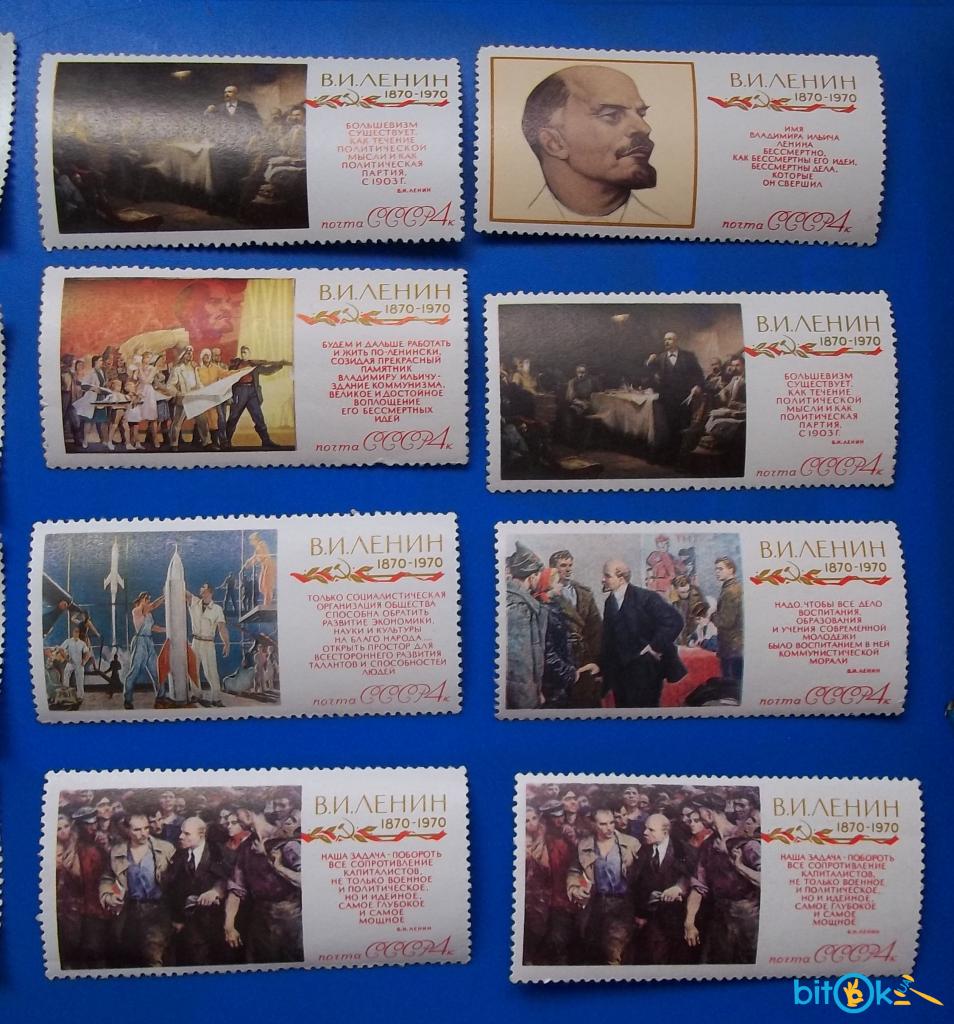 В.И.ЛЕНИН
1870-1970
БОЛЬШЕВИЗМ
СУЩЕСТВУЕТ,
КАК ТЕЧЕНИЕ
ПОЛИТИЧЕСКОЙ
МЫСЛИ И КАК
ПОЛИТИЧЕСКАЯ
ПАРТИЯ,
С 1903 Г.
В.И.ЛЕНИН
почта СССР 4к
В.И.ЛЕНИН
1870-1970
ИМЯ
ВЛАДИМИРА ИЛЬИЧА
ЛЕНИНА
БЕССМЕРТНО,
КАК БЕССМЕРТНЫ ЕГО ИДЕИ,
БЕССМЕРТНЫ ДЕЛА,
КОТОРЫЕ
ОН СВЕРШИЛ
почта СССР 4к
В.И.ЛЕНИН
1870-1970
БУДЕМ И ДАЛЬШЕ РАБОТАТЬ
И ЖИТЬ ПО-ЛЕНИНСКИ,
СОЗИДАЯ ПРЕКРАСНЫЙ
ПАМЯТНИК
ВЛАДИМИРУ ИЛЬИЧУ-
ЗДАНИЕ КОММУНИЗМА,
ВЕЛИКОЕ И ДОСТОЙНОЕ
ВОПЛОЩЕНИЕ
ЕГО БЕССМЕРТНЫХ
ИДЕЙ
почта СССР 4к
В.И.ЛЕНИН
1870-1970
БОЛЬШЕВИЗМ
СУЩЕСТВУЕТ,
КАК ТЕЧЕНИЕ
ПОЛИТИЧЕСКОЙ
МЫСЛИ И КАК
ПОЛИТИЧЕСКАЯ
ПАРТИЯ,
С 1903 Г.
В.И.ЛЕНИН
почта СССР 4к
В.И.ЛЕНИН
1870-1970
ТОЛЬКО СОЦИАЛИСТИЧЕСКАЯ
ОРГАНИЗАЦИЯ ОБЩЕСТВА
СПОСОБНА ОБРАТИТЬ
РАЗВИТИЕ ЭКОНОМИКИ,
НАУКИ И КУЛЬТУРЫ
НА БЛАГО НАРОДА....
ОТКРЫТЬ ПРОСТОР ДЛЯ
ВСЕСТОРОННЕГО РАЗВИТИЯ
ТАЛАНТОВ И СПОСОБНОСТЕЙ
ЛЮДЕЙ
почта СССР 4к
В.И.ЛЕНИН
1870-1970
НАДО, ЧТОБЫ ВСЕ ДЕЛО
ВОСПИТАНИЯ,
ОБРАЗОВАНИЯ
И УЧЕНИЯ СОВРЕМЕННОЙ
МОЛОДЕЖИ
БЫЛО ВОСПИТАНИЕМ В НЕЙ
КОММУНИСТИЧЕСКОЙ
МОРАЛИ
В.И.ЛЕНИН
почта СССР 4к
В.И.ЛЕНИН
1870-1970
НАША ЗАДАЧА-ПОБОРОТЬ
ВСЕ СОПРОТИВЛЕНИЕ
КАПИТАЛИСТОВ,
НЕ ТОЛЬКО ВОЕННОЕ
И ПОЛИТИЧЕСКОЕ,
НО И ИДЕЙНОЕ,
САМОЕ ГЛУБОКОЕ
И САМОЕ
МОЩНОЕ
В.И.ЛЕНИН
почта СССР 4к
В.И.ЛЕНИН
1870-1970
НАША ЗАДАЧА-ПОБОРОТЬ
ВСЕ СОПРОТИВЛЕНИЕ
КАПИТАЛИСТОВ,
НЕ ТОЛЬКО ВОЕННОЕ
И ПОЛИТИЧЕСКОЕ,
НО И ИДЕЙНОЕ,
САМОЕ ГЛУБОКОЕ
И САМОЕ
МОЩНОЕ
В.И.ЛЕНИН
почта СССР 4к
bitok UA